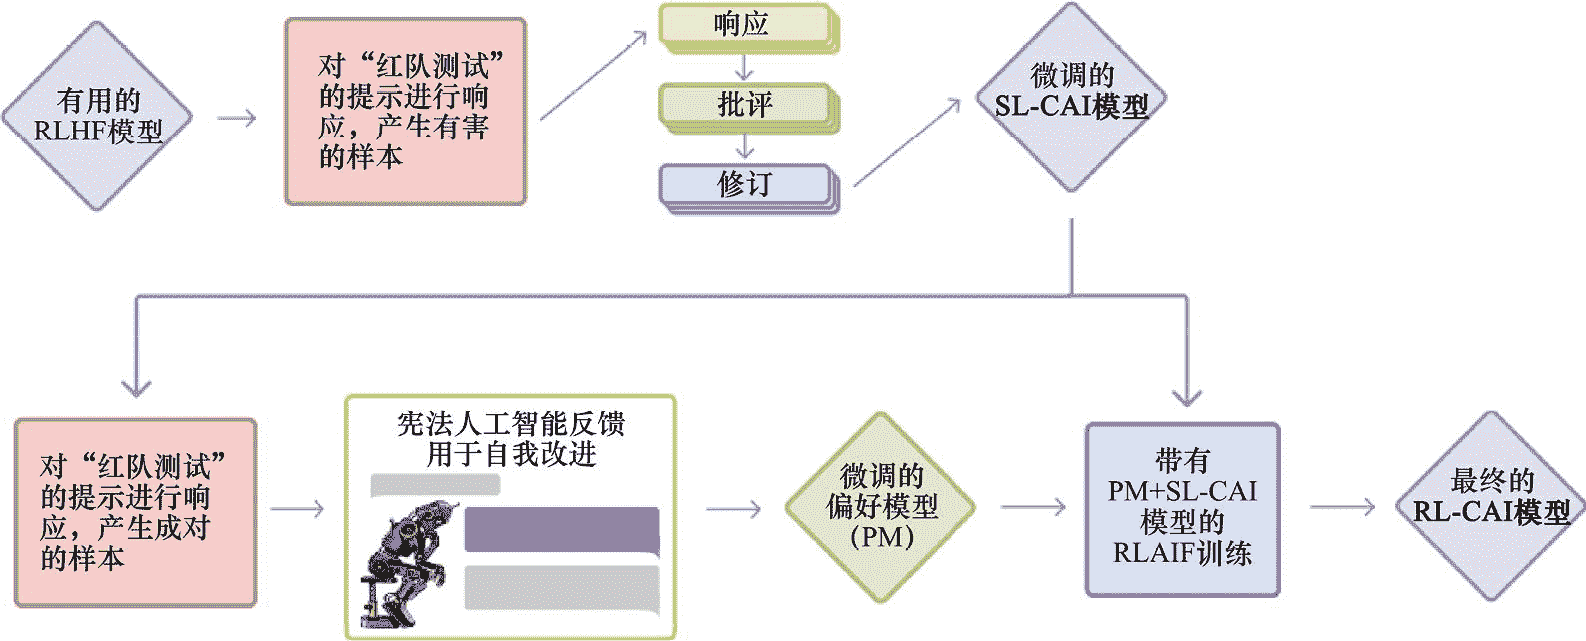 有用的
RLHF模型
对“红队测试”
的提示进行响
应，产生有害
的样本
响应
批评
修订
微调的
SL-CAI模型
对“红队测试”
的提示进行响
应，产生成对
的样本
宪法人工智能反馈
用于自我改进
微调的
偏好模型
（PM）
带有
PM+SL-CAI
模型的
RLAIF训练
最终的
RL-CAI模型